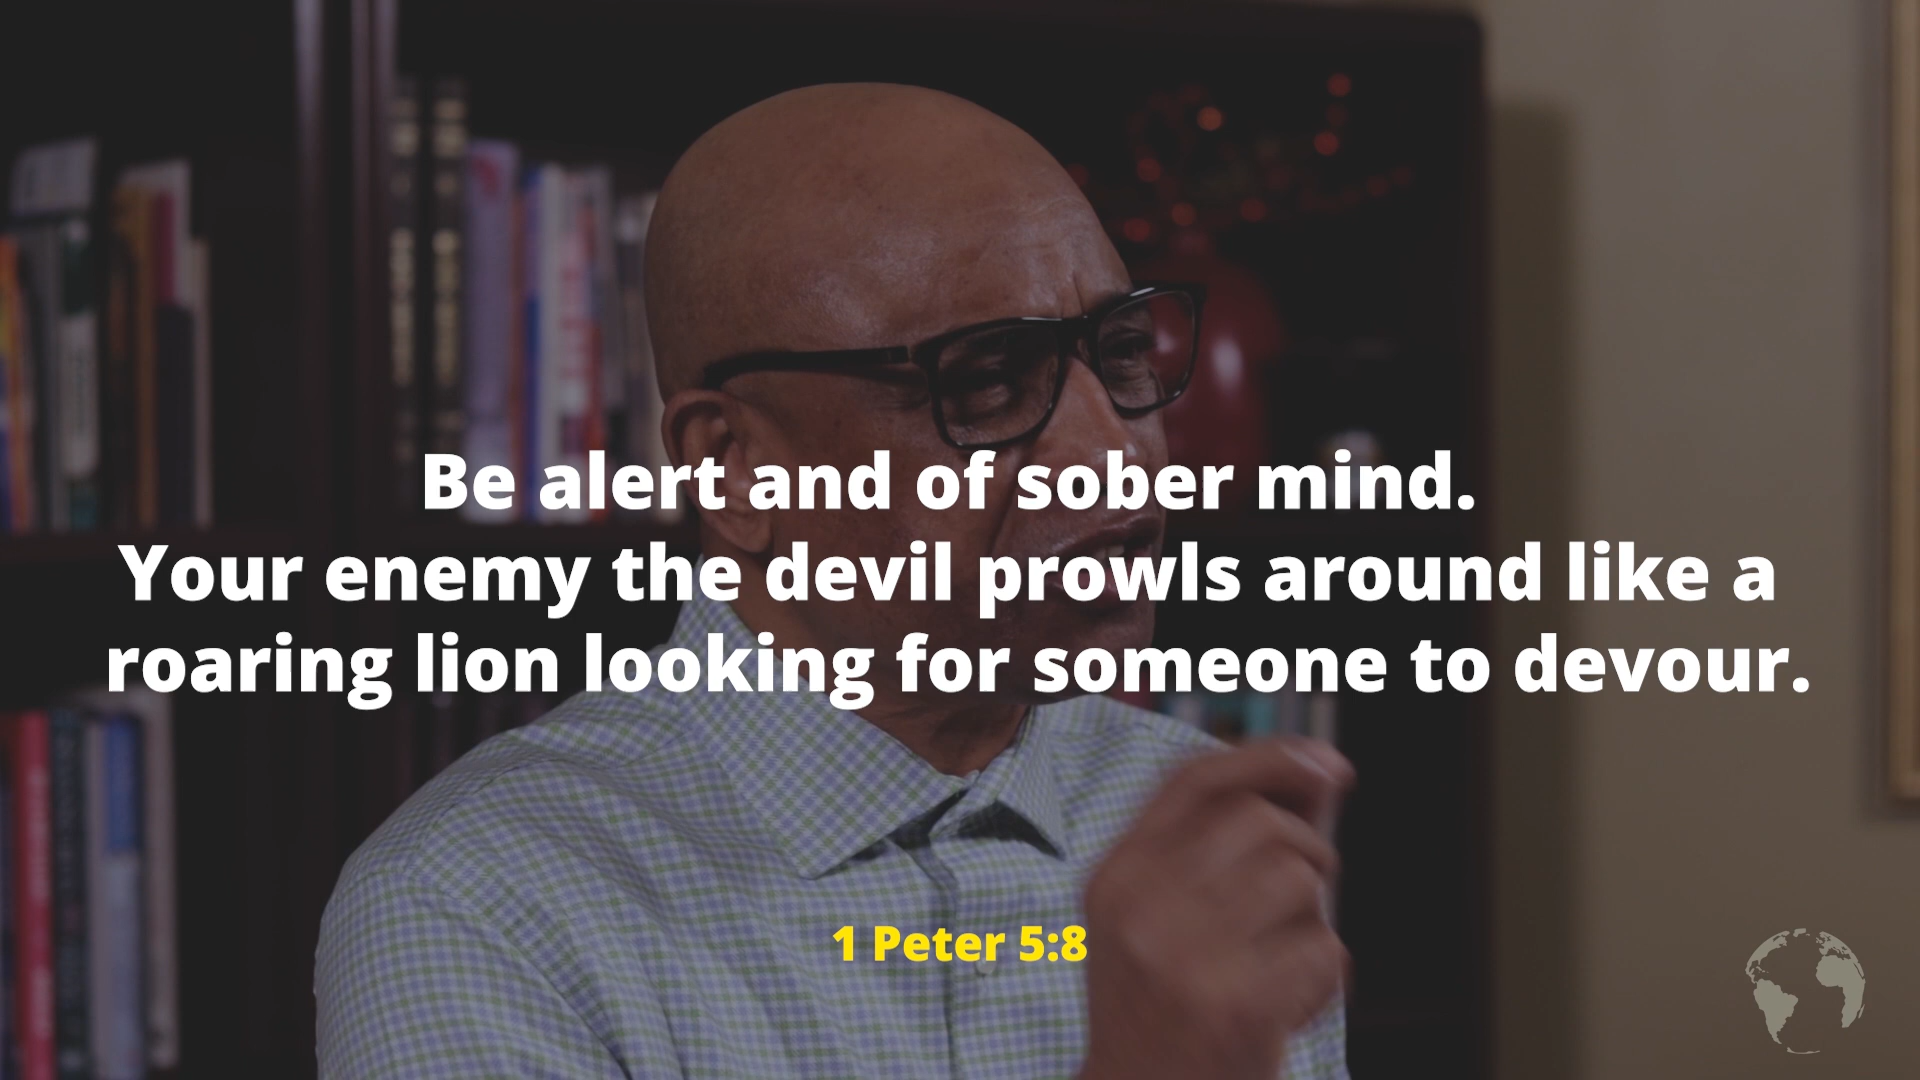 Be alert and of sober mind.
Your enemy the devil prowls around like a
roaring lion looking for someone to devour.
1 Peter 5:8